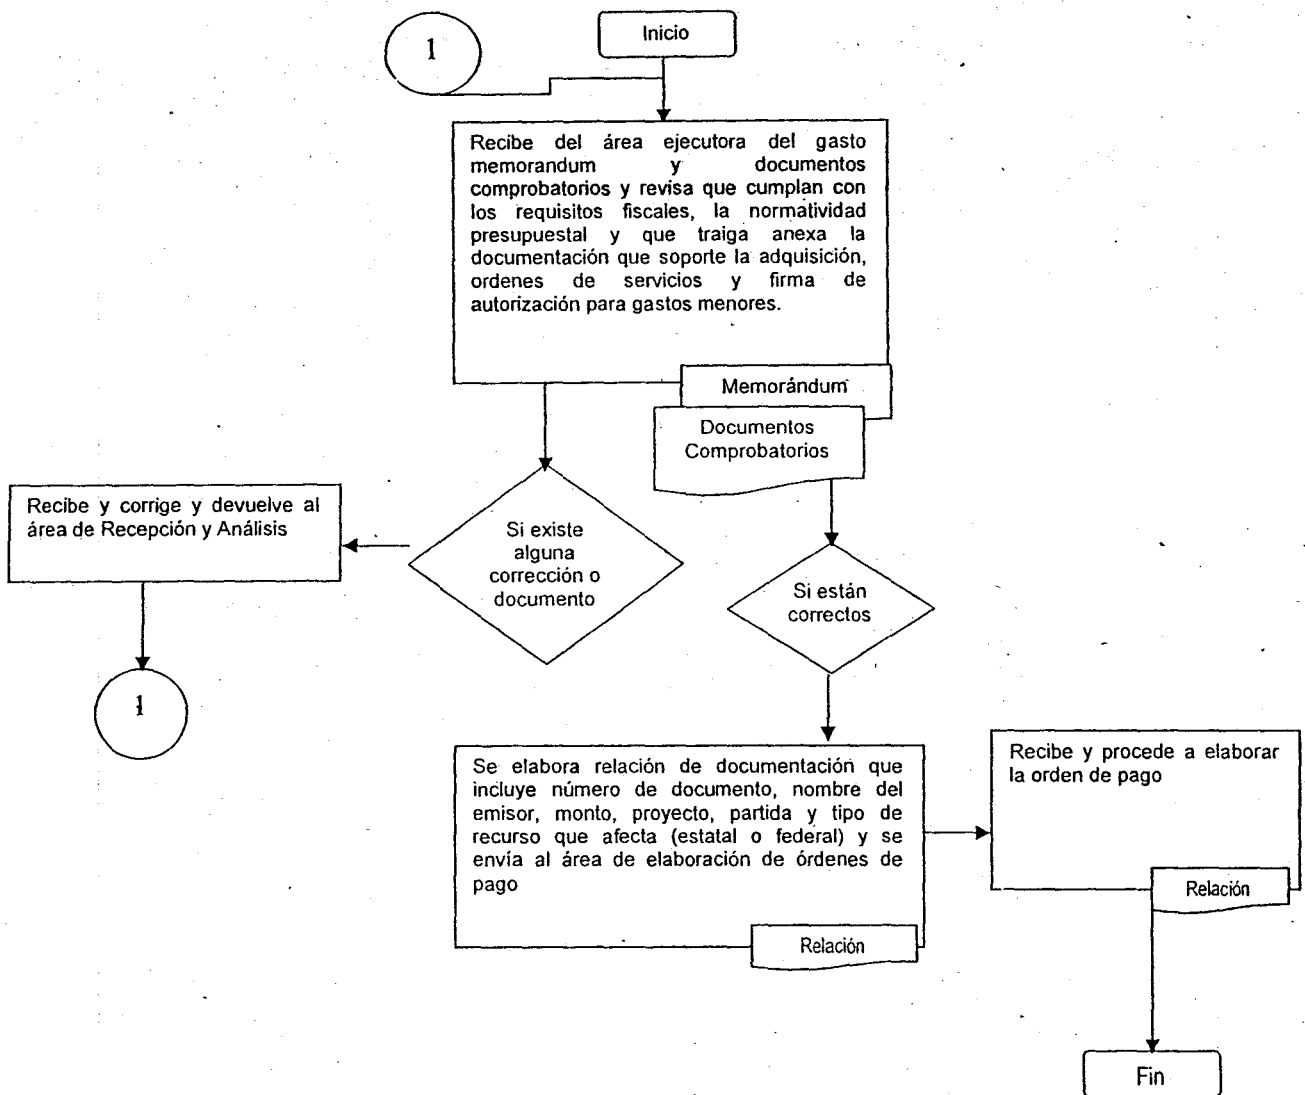 1
Inicio
Recibe del área ejecutora del gasto
memorandum y documentos
comprobatorios y revisa que cumplan con
los requisitos fiscales, la normatividad
presupuestal y que traiga anexa la
documentación que soporte la adquisición,
ordenes de servicios y firma de
autorización para gastos menores.
Memorándum
Documentos
Comprobatorios
Recibe y corrige y devuelve al
área de Recepción y Análisis
Si existe
alguna
corrección o
documento
Si están
correctos
1
Se elabora relación de documentación que
incluye número de documento, nombre del
emisor, monto, proyecto, partida y tipo de
recurso que afecta (estatal o federal) y se
envía al área de elaboración de órdenes de
pago
Relación
Recibe y procede a elaborar
la orden de pago
Relación
Fin